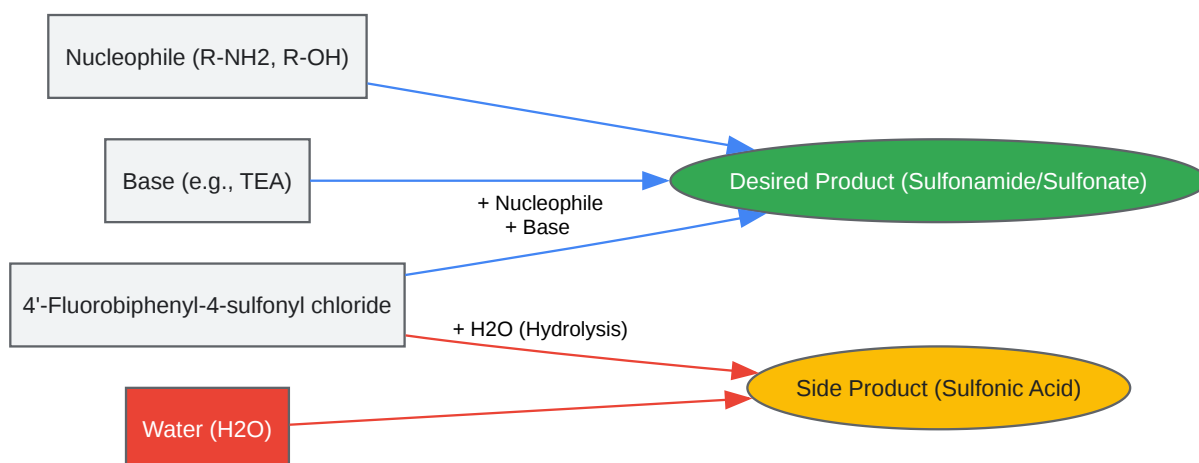 Nucleophile (R-NH2, R-OH)
Base (e.g., TEA)
Desired Product (Sulfonamide/Sulfonate)
+ Nucleophile
+ Base
4'-Fluorobiphenyl-4-sulfonyl chloride
+ H2O (Hydrolysis)
Side Product (Sulfonic Acid)
Water (H2O)